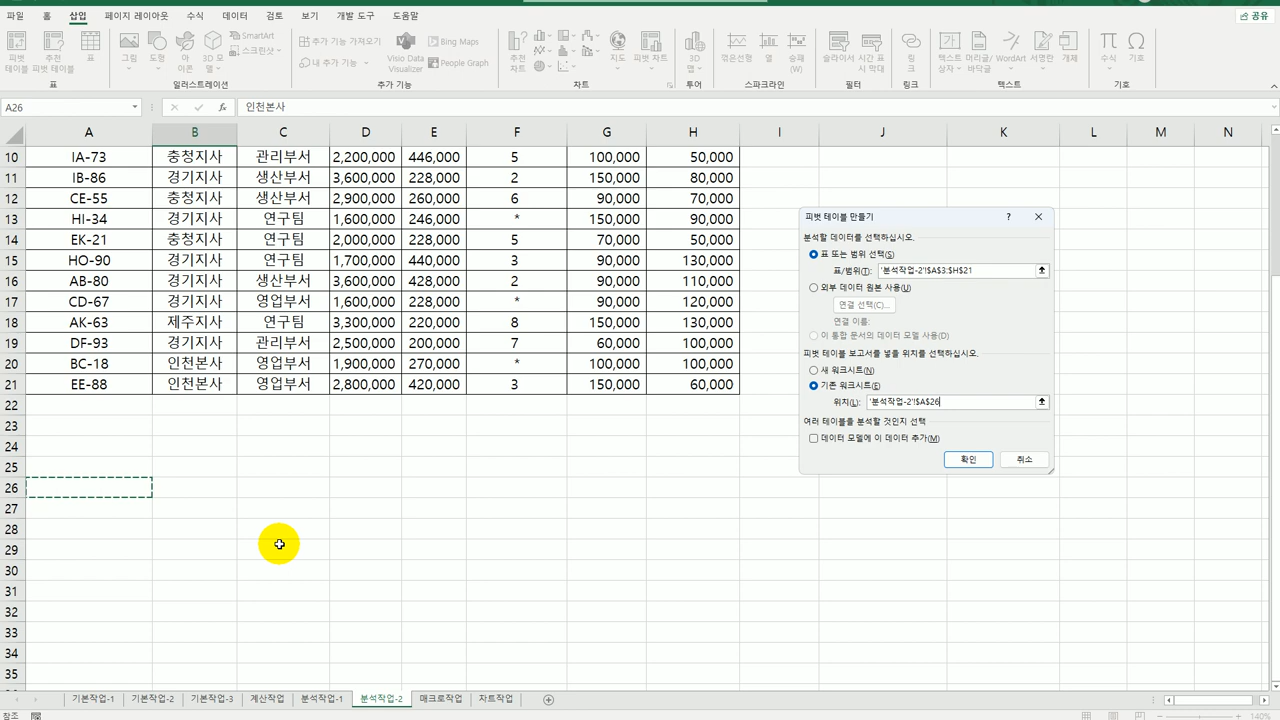 파일 홈 삽입 페이지 레이아웃 수식 데이터 검토 보기 개발 도구 도움말 공유
피벗 테이블 추천 피벗 테이블 표 그림 도형 아이콘 3D 모델 SmartArt 스크린샷 추가 기능 가져오기 내 추가 기능 Visio Data Visualizer Bing Maps People Graph 추천 차트 지도 피벗 차트 3D 맵 꺾은선형 열 승패 (W) 슬라이서 시간 표시 막대 링크 텍스트 상자 머리글/바닥글 WordArt 서명란 개체 수식 기호
표 일러스트레이션 추가 기능 차트 투어 스파크라인 필터 링크 텍스트 기호
A26 fx 인천본사
A B C D E F G H I J K L M N
10 IA-73 충청지사 관리부서 2,200,000 446,000 5 100,000 50,000
11 IB-86 경기지사 생산부서 3,600,000 228,000 2 150,000 80,000
12 CE-55 충청지사 생산부서 2,900,000 260,000 6 90,000 70,000
13 HI-34 경기지사 연구팀 1,600,000 246,000 * 150,000 90,000
14 EK-21 충청지사 연구팀 2,000,000 228,000 5 70,000 50,000
15 HO-90 경기지사 연구팀 1,700,000 440,000 3 90,000 130,000
16 AB-80 경기지사 생산부서 3,600,000 428,000 2 90,000 110,000
17 CD-67 경기지사 영업부서 1,600,000 228,000 * 90,000 120,000
18 AK-63 제주지사 연구팀 3,300,000 220,000 8 150,000 130,000
19 DF-93 경기지사 관리부서 2,500,000 200,000 7 60,000 100,000
20 BC-18 인천본사 영업부서 1,900,000 270,000 * 100,000 100,000
21 EE-88 인천본사 영업부서 2,800,000 420,000 3 150,000 60,000
22
23
24
25
26
27
28
29
30
31
32
33
34
35
피벗 테이블 만들기 ?
분석할 데이터를 선택하십시오.
표 또는 범위 선택(S)
표/범위(T): '분석작업-2'!$A$3:$H$21
외부 데이터 원본 사용(U)
연결 선택(C)...
연결 이름:
이 통합 문서의 데이터 모델 사용(D)
피벗 테이블 보고서를 넣을 위치를 선택하십시오.
새 워크시트(N)
기존 워크시트(E)
위치(L): '분석작업-2'!$A$26
여러 테이블을 분석할 것인지 선택
데이터 모델에 이 데이터 추가(M)
확인 취소
기본작업-1 기본작업-2 기본작업-3 계산작업 분석작업-1 분석작업-2 매크로작업 차트작업
참조 140%